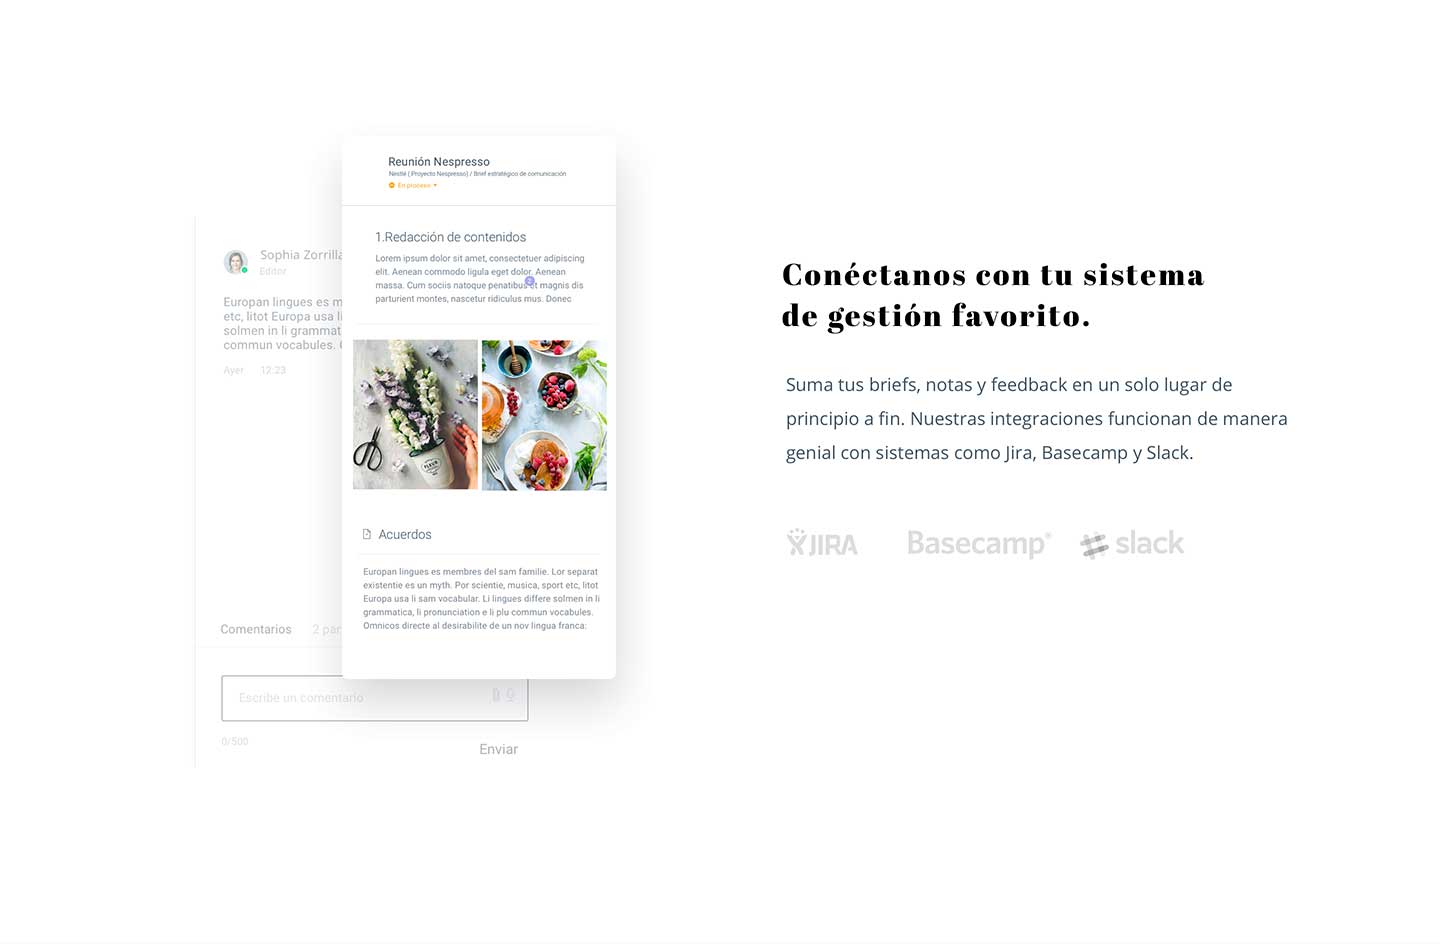 Reunión Nespresso
Nestlé (Proyecto Nespresso) / Brief estratégico de comunicación
En proceso
1.Redacción de contenidos
Lorem ipsum dolor sit amet, consectetuer adipiscing
elit. Aenean commodo ligula eget dolor. Aenean
massa. Cum sociis natoque penatibus et magnis dis
parturient montes, nascetur ridiculus mus. Donec
2
FLEUR
Acuerdos
Europan lingues es membres del sam familie. Lor separat
existentie es un myth. Por scientie, musica, sport etc, litot
Europa usa li sam vocabular. Li lingues differe solmen in li
grammatica, li pronunciation e li plu commun vocabules.
Omnicos directe al desirabilite de un nov lingua franca:
Sophia Zorrilla
Editor
Europan lingues es m
etc, litot Europa usa li
solmen in li grammat
commun vocabules.
Ayer 12:23
Comentarios 2 par
Escribe un comentario
0/500
Enviar
Conéctanos con tu sistema
de gestión favorito.
Suma tus briefs, notas y feedback en un solo lugar de
principio a fin. Nuestras integraciones funcionan de manera
genial con sistemas como Jira, Basecamp y Slack.
JIRA Basecamp® slack